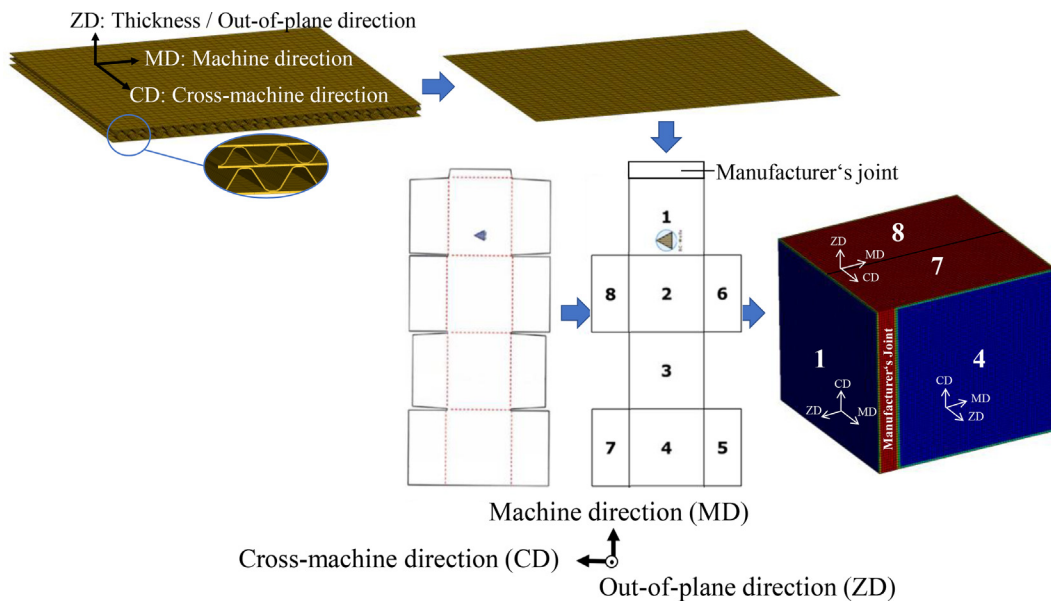 ZD: Thickness / Out-of-plane direction
MD: Machine direction
CD: Cross-machine direction
Manufacturer‘s joint
1
8
2
6
3
7
4
5
8
7
ZD
MD
CD
1
4
Manufacturer‘s Joint
CD
ZD
MD
CD
MD
ZD
Machine direction (MD)
Cross-machine direction (CD)
Out-of-plane direction (ZD)